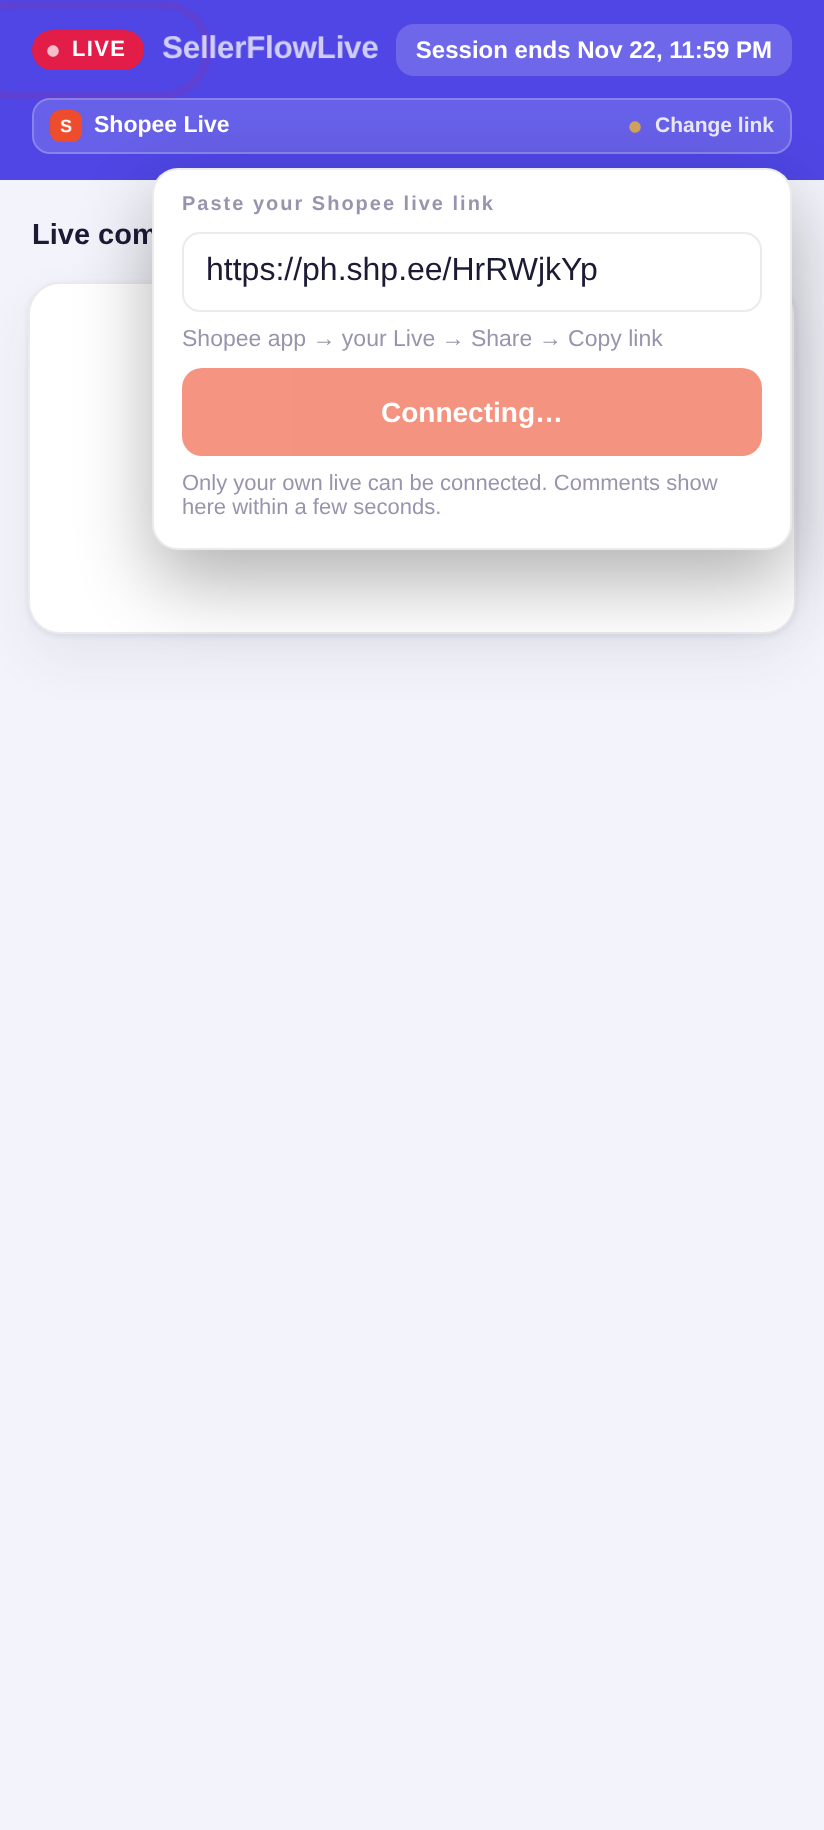 LIVE
SellerFlowLive
Session ends Nov 22, 11:59 PM
S
Shopee Live
Change link
Live com
Paste your Shopee live link
https://ph.shp.ee/HrRWjkYp
Shopee app → your Live → Share → Copy link
Connecting...
Only your own live can be connected. Comments show
here within a few seconds.